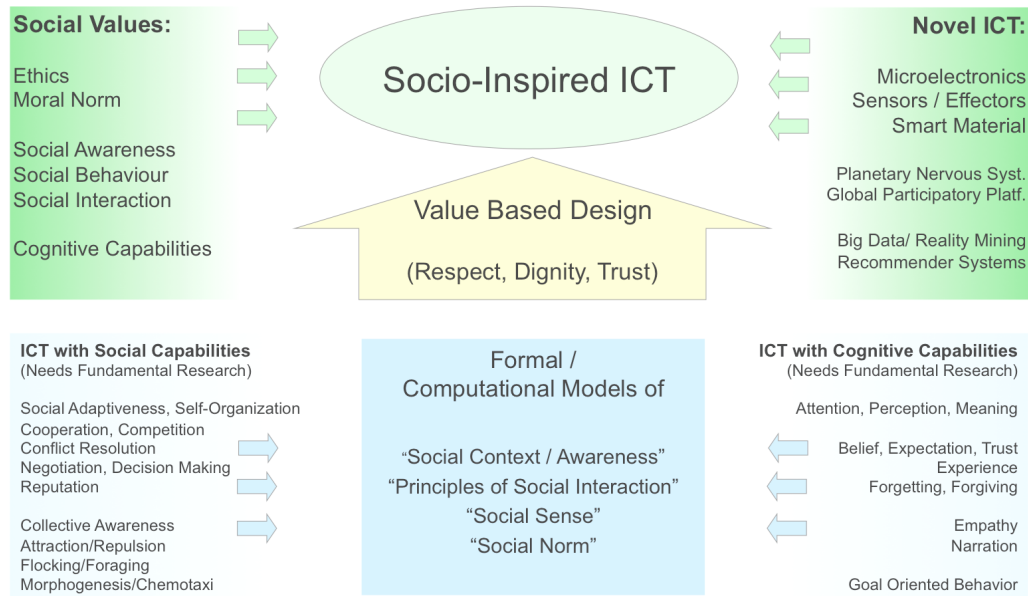 Social Values:
Ethics
Moral Norm
Social Awareness
Social Behaviour
Social Interaction
Cognitive Capabilities
Socio-Inspired ICT
Value Based Design
(Respect, Dignity, Trust)
Novel ICT:
Microelectronics
Sensors / Effectors
Smart Material
Planetary Nervous Syst.
Global Participatory Platf.
Big Data/ Reality Mining
Recommender Systems
ICT with Social Capabilities
(Needs Fundamental Research)
Social Adaptiveness, Self-Organization
Cooperation, Competition
Conflict Resolution
Negotiation, Decision Making
Reputation
Collective Awareness
Attraction/Repulsion
Flocking/Foraging
Morphogenesis/Chemotaxi
Formal /
Computational Models of
“Social Context / Awareness”
“Principles of Social Interaction”
“Social Sense”
“Social Norm”
ICT with Cognitive Capabilities
(Needs Fundamental Research)
Attention, Perception, Meaning
Belief, Expectation, Trust
Experience
Forgetting, Forgiving
Empathy
Narration
Goal Oriented Behavior